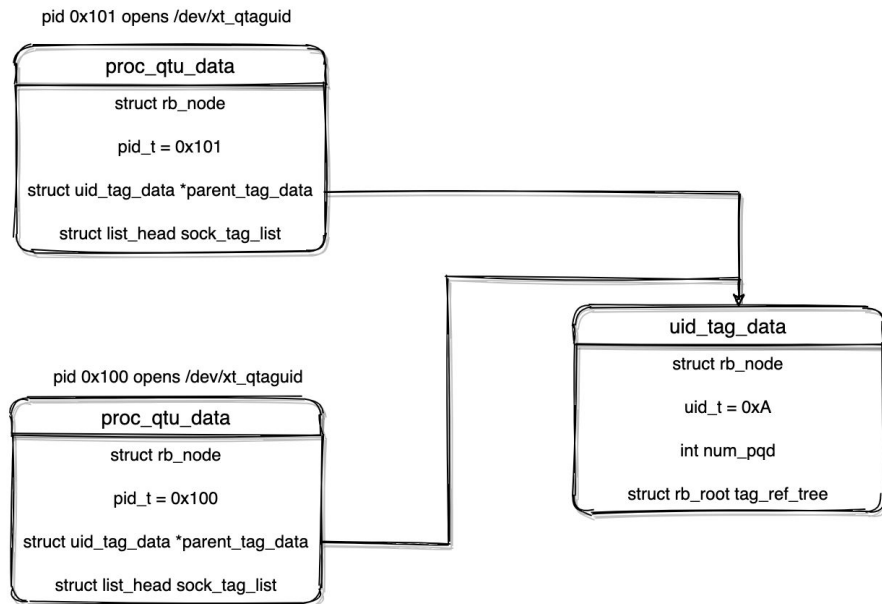 pid 0x101 opens /dev/xt_qtaguid
proc_qtu_data
struct rb_node
pid_t = 0x101
struct uid_tag_data *parent_tag_data
struct list_head sock_tag_list
uid_tag_data
struct rb_node
uid_t = 0xA
int num_pqd
struct rb_root tag_ref_tree
pid 0x100 opens /dev/xt_qtaguid
proc_qtu_data
struct rb_node
pid_t = 0x100
struct uid_tag_data *parent_tag_data
struct list_head sock_tag_list